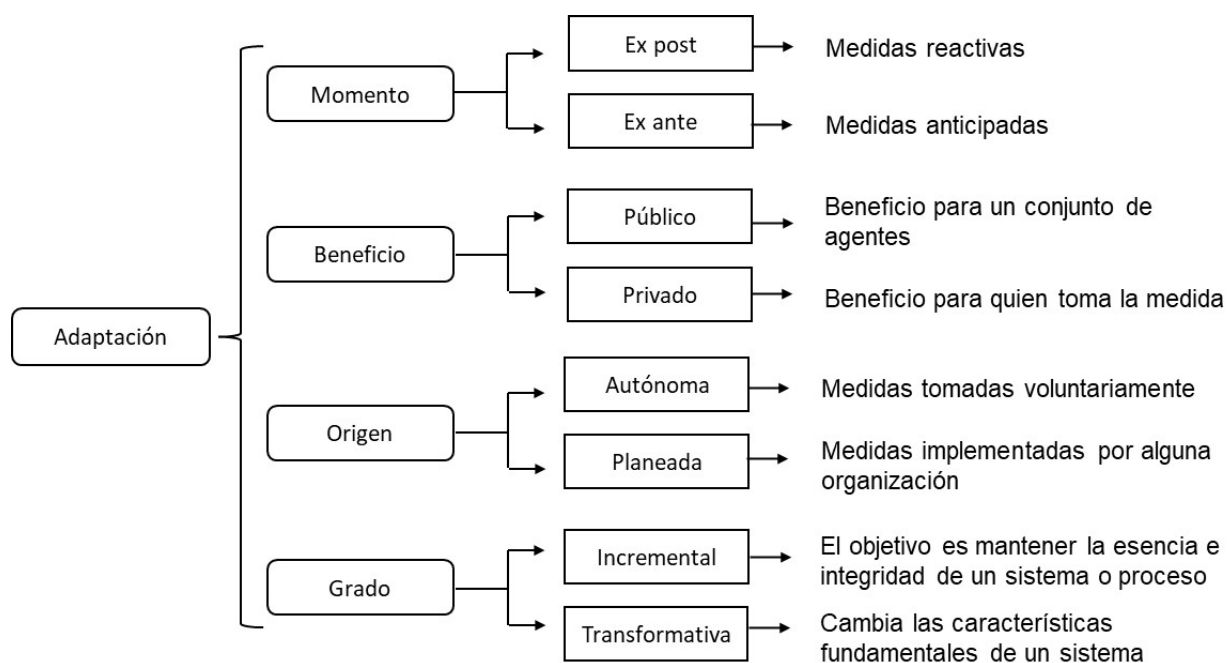 Adaptación
Momento
Ex post
Medidas reactivas
Ex ante
Medidas anticipadas
Beneficio
Público
Beneficio para un conjunto de
agentes
Privado
Beneficio para quien toma la medida
Origen
Autónoma
Medidas tomadas voluntariamente
Planeada
Medidas implementadas por alguna
organización
Grado
Incremental
El objetivo es mantener la esencia e
integridad de un sistema o proceso
Transformativa
Cambia las características
fundamentales de un sistema